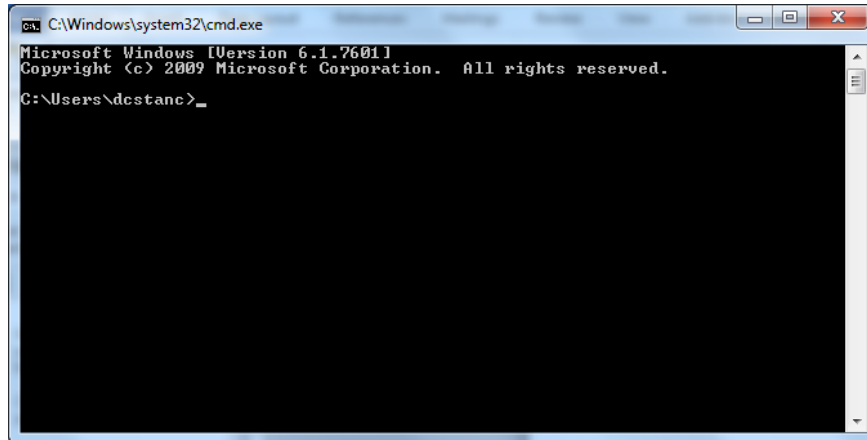 C:\Windows\system32\cmd.exe
Microsoft Windows [Version 6.1.7601]
Copyright (c) 2009 Microsoft Corporation.  All rights reserved.
C:\Users\dcstanc>_